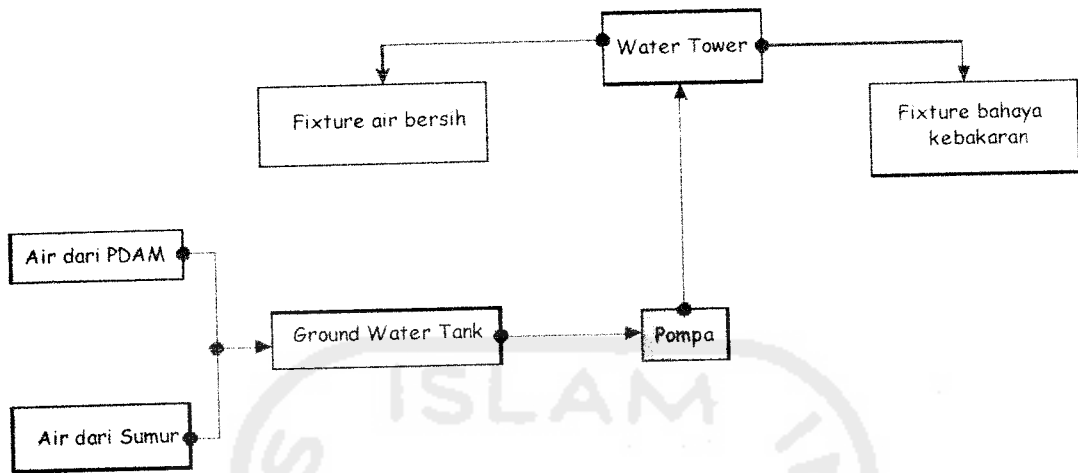 Water Tower
Fixture air bersih
Fixture bahaya
kebakaran
Air dari PDAM
Ground Water Tank
Pompa
Air dari Sumur
ISLAM